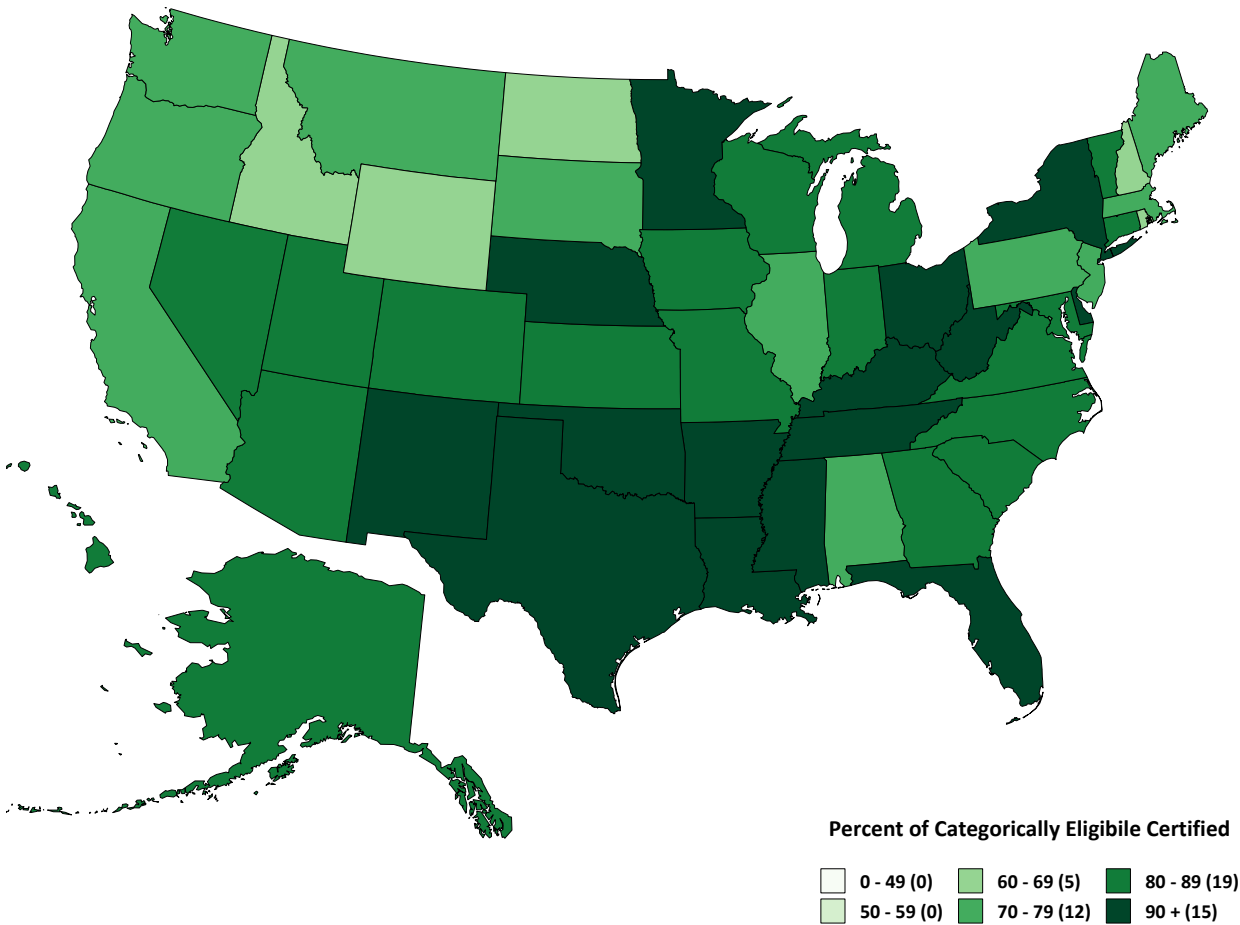 Percent of Categorically Eligibile Certified
0 - 49 (0) 60 - 69 (5) 80 - 89 (19)
50 - 59 (0) 70 - 79 (12) 90 + (15)